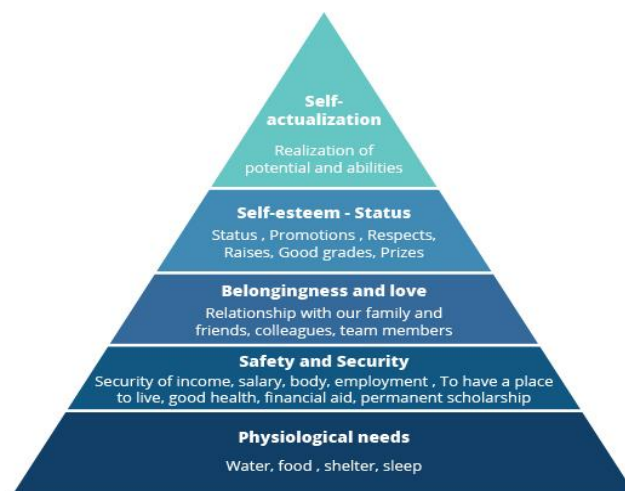 Self-
actualization
Realization of
potential and abilities
Self-esteem - Status
Status , Promotions , Respects,
Raises, Good grades, Prizes
Belongingness and love
Relationship with our family and
friends, colleagues, team members
Safety and Security
Security of income, salary, body, employment , To have a place
to live, good health, financial aid, permanent scholarship
Physiological needs
Water, food , shelter, sleep